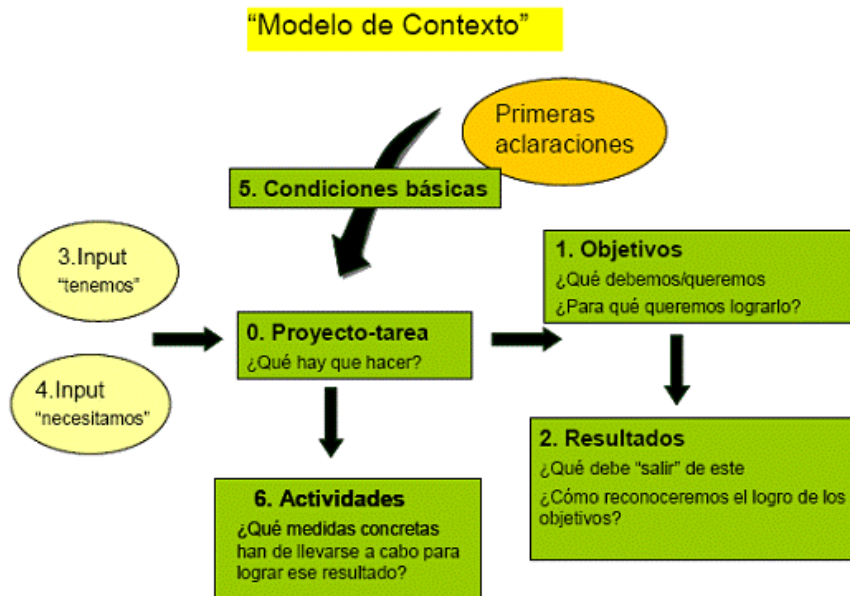 “Modelo de Contexto”
Primeras
aclaraciones
5. Condiciones básicas
3.Input
“tenemos”
4.Input
“necesitamos”
0. Proyecto-tarea
¿Qué hay que hacer?
1. Objetivos
¿Qué debemos/queremos
¿Para qué queremos lograrlo?
2. Resultados
¿Qué debe “salir” de este
¿Cómo reconoceremos el logro de los
objetivos?
6. Actividades
¿Qué medidas concretas
han de llevarse a cabo para
lograr ese resultado?